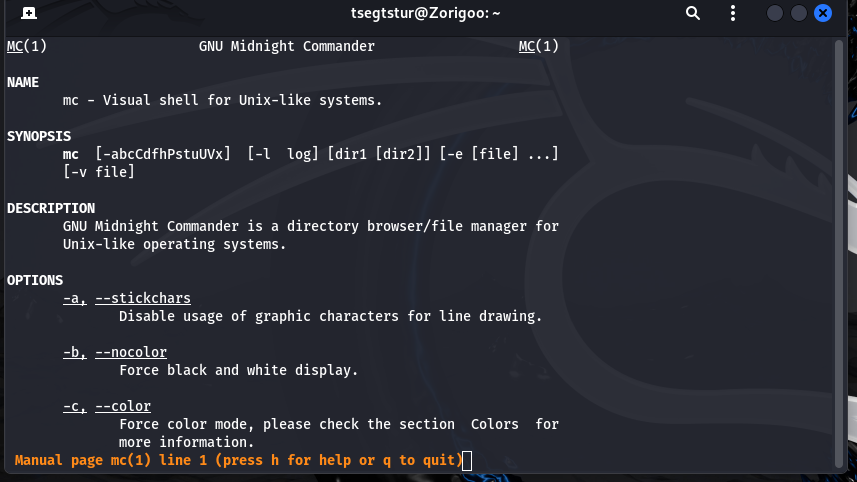 tsegtstur@Zorigoo: ~
MC(1) GNU Midnight Commander MC(1)
NAME
mc - Visual shell for Unix-like systems.
SYNOPSIS
mc [-abcCdfhPstuUVx] [-l log] [dir1 [dir2]] [-e [file] ...]
[-v file]
DESCRIPTION
GNU Midnight Commander is a directory browser/file manager for
Unix-like operating systems.
OPTIONS
-a, --stickchars
Disable usage of graphic characters for line drawing.
-b, --nocolor
Force black and white display.
-c, --color
Force color mode, please check the section Colors for
more information.
Manual page mc(1) line 1 (press h for help or q to quit)